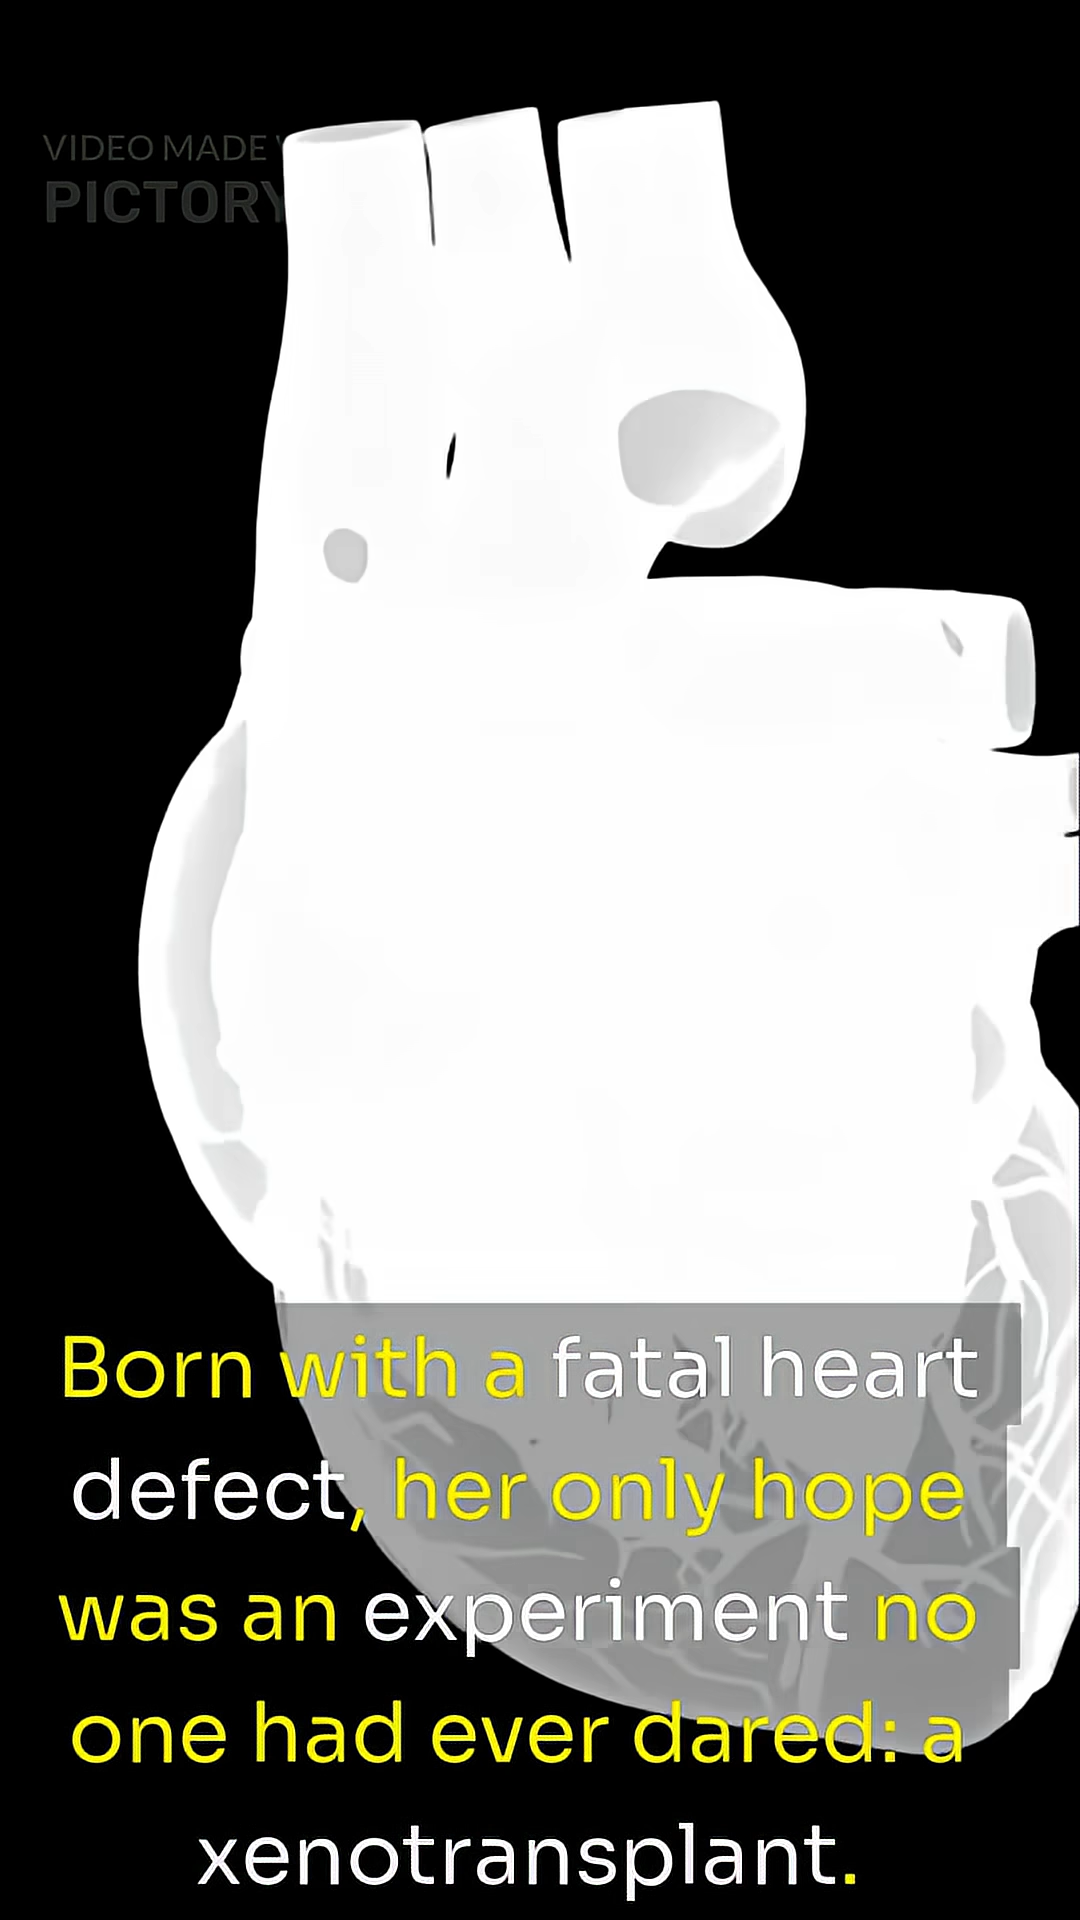 VIDEO MADE
PICTORY
Born with a fatal heart
defect, her only hope
was an experiment no
one had ever dared: a
xenotransplant.